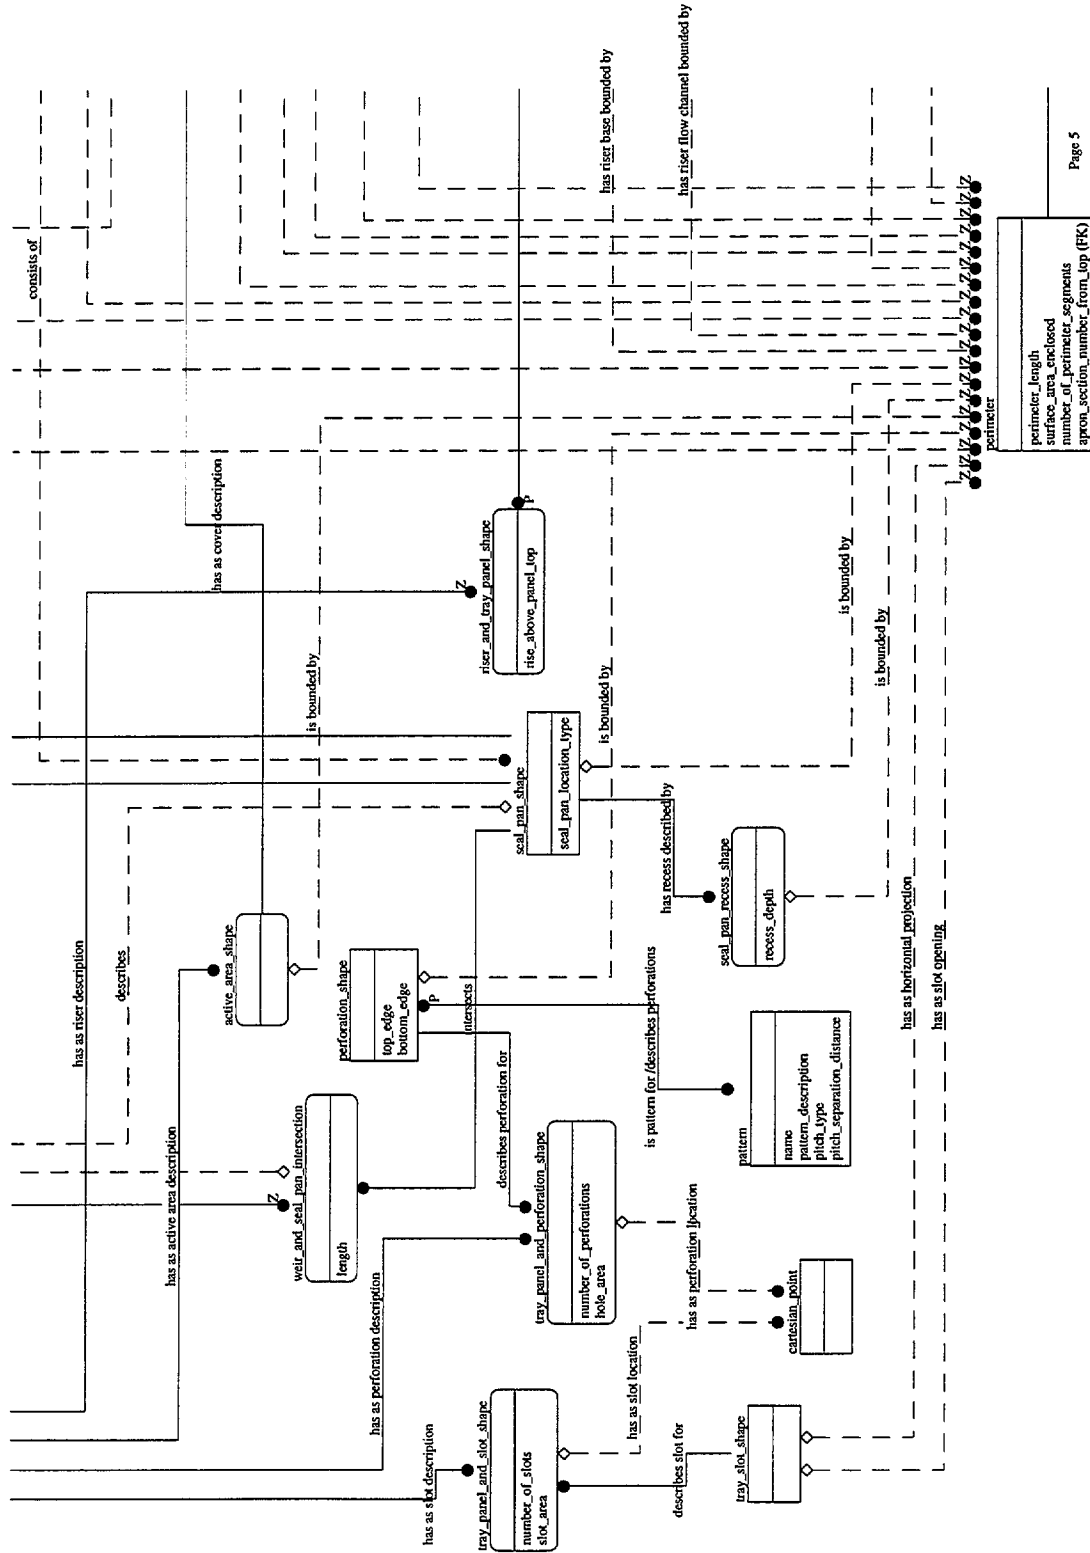 consists of
has as cover description
has riser base bounded by
has riser flow channel bounded by
has as riser description
describes
is bounded by
has as active area description
active_area_shape
riser_and_tray_panel_shape
rise_above_panel_top
Z
P
weir_and_seal_pan_intersection
length
Z
perforation_shape
top_edge
bottom_edge
P
seal_pan_shape
seal_pan_location_type
is bounded by
ntersects
has as perforation description
describes perforation for
has recess described by
is bounded by
has as slot description
tray_panel_and_slot_shape
number_of_slots
slot_area
tray_panel_and_perforation_shape
number_of_perforations
hole_area
is pattern for /describes perforations
seal_pan_recess_shape
recess_depth
is bounded by
has as slot location
has as perforation location
pattern
name
pattern_description
pitch_type
pitch_separation_distance
describes slot for
cartesian_point
tray_slot_shape
has as horizontal projection
has as slot opening
Z Z Z Z Z Z Z Z Z Z Z Z Z Z Z Z Z Z Z
perimeter
perimeter_length
surface_area_enclosed
number_of_perimeter_segments
apron_section_number_from_top (FK)
Page 5